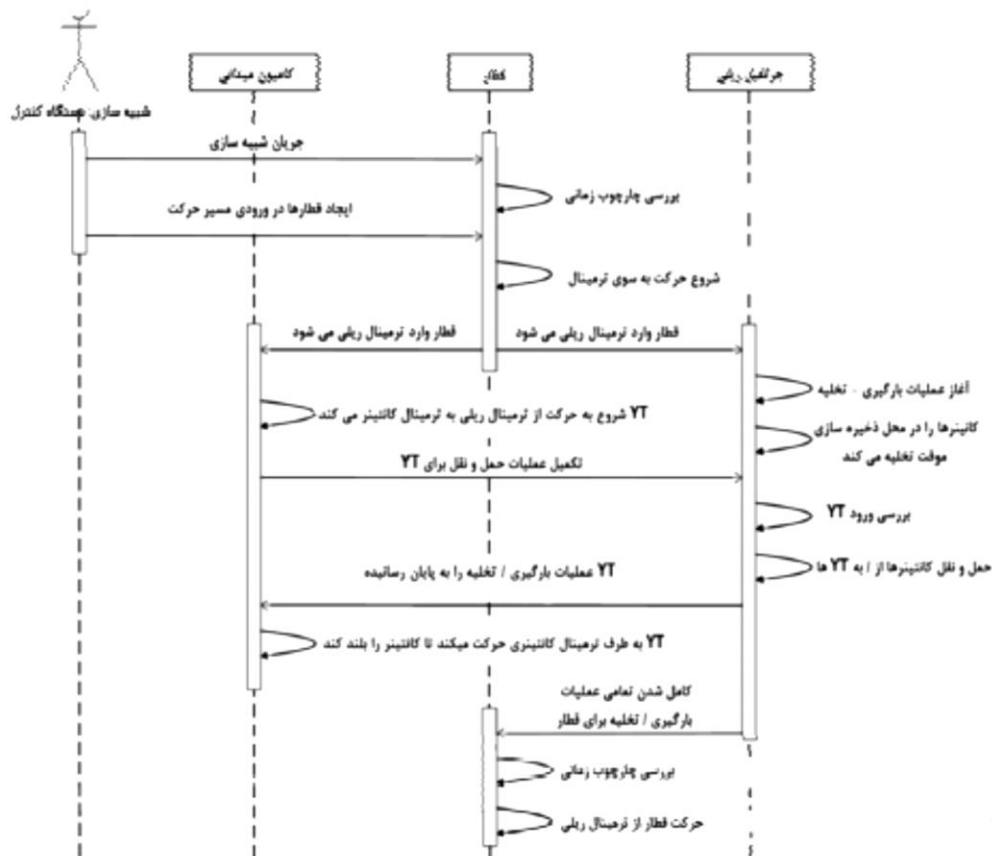 کامیون میدانی
قطار
جرثقیل ریلی
شبیه سازی: دستگاه کنترل
جریان شبیه سازی
بررسی چارچوب زمانی
ایجاد قطارها در ورودی مسیر حرکت
شروع حرکت به سوی ترمینال
قطار وارد ترمینال ریلی می شود
قطار وارد ترمینال ریلی می شود
آغاز عملیات بارگیری - تخلیه
YT شروع به حرکت از ترمینال ریلی به ترمینال کانتینر می کند
کانینرها را در محل ذخیره سازی
موقت تخلیه می کند
تکمیل عملیات حمل و نقل برای YT
بررسی ورود YT
حمل و نقل کانتینرها از / به YT ها
YT عملیات بارگیری / تخلیه را به پایان رسانیده
YT به طرف ترمینال کانتینری حرکت میکند تا کانتینر را بلند کند
کامل شدن تمامی عملیات
بارگیری / تخلیه برای قطار
بررسی چارچوب زمانی
حرکت قطار از ترمینال ریلی